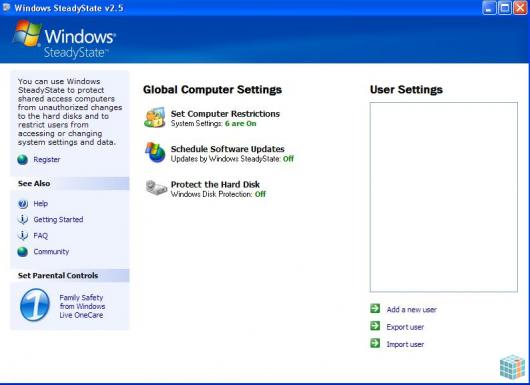 Windows SteadyState v2.5
Windows®
SteadyState™
You can use Windows
SteadyState to protect
shared access computers
from unauthorized changes
to the hard disks and to
restrict users from
accessing or changing
system settings and data.
Register
See Also
Help
Getting Started
FAQ
Community
Set Parental Controls
Family Safety
from Windows
Live OneCare
Global Computer Settings
Set Computer Restrictions
System Settings: 6 are On
Schedule Software Updates
Updates by Windows SteadyState: Off
Protect the Hard Disk
Windows Disk Protection: Off
User Settings
Add a new user
Export user
Import user